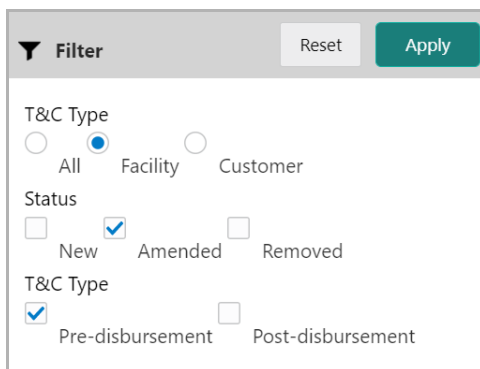 Filter Reset Apply
T&C Type
All Facility Customer
Status
New Amended Removed
T&C Type
Pre-disbursement Post-disbursement